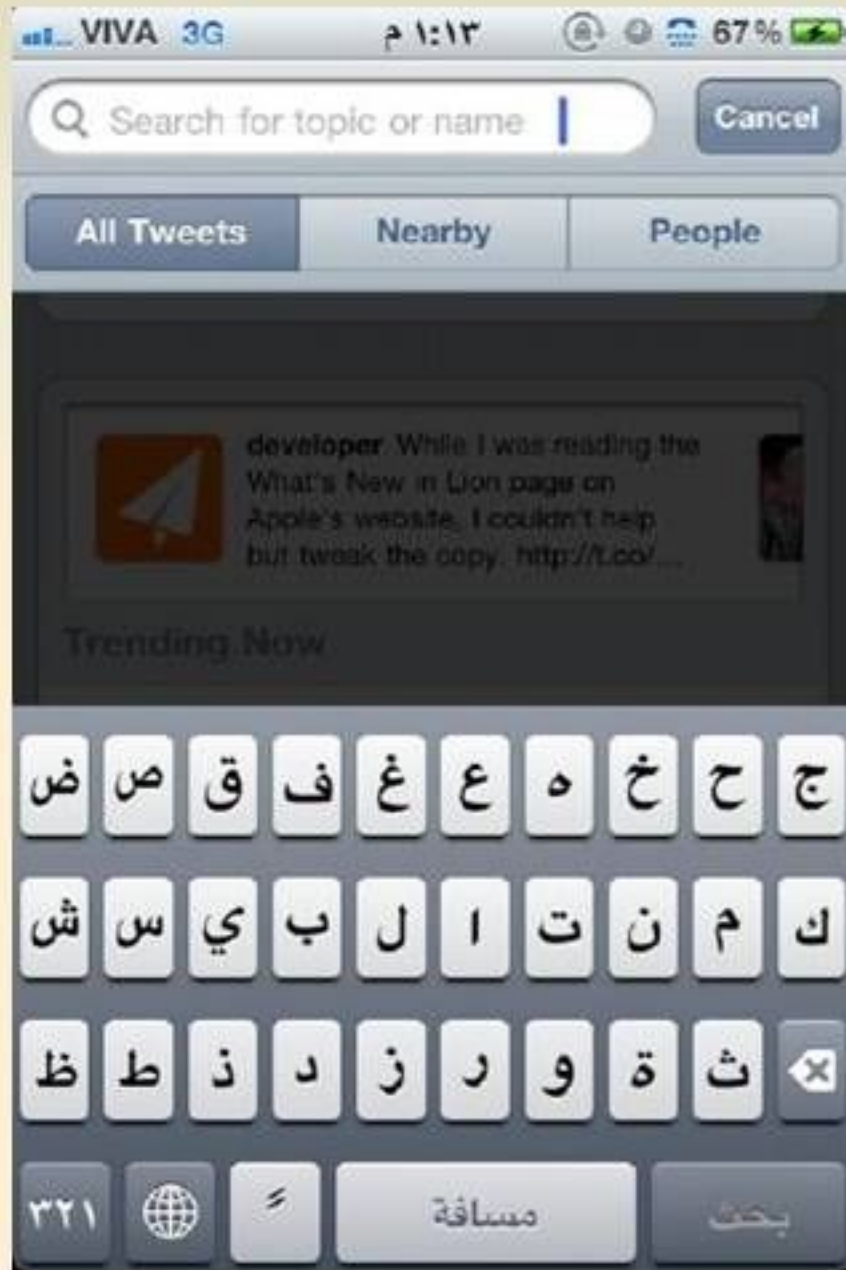 VIVA 3G ١:١٣ م 67%
Search for topic or name Cancel
All Tweets Nearby People
developer While I was reading the
What's New in Lion page on
Apple's website, I couldn't help
but tweak the copy. http://t.co/...
Trending Now
ض ص ق ف غ ع ه خ ح ج
ش س ي ب ل ا ت ن م ك
ظ ط ذ د ز ر و ة ث
٣٢١ مسافة بحث